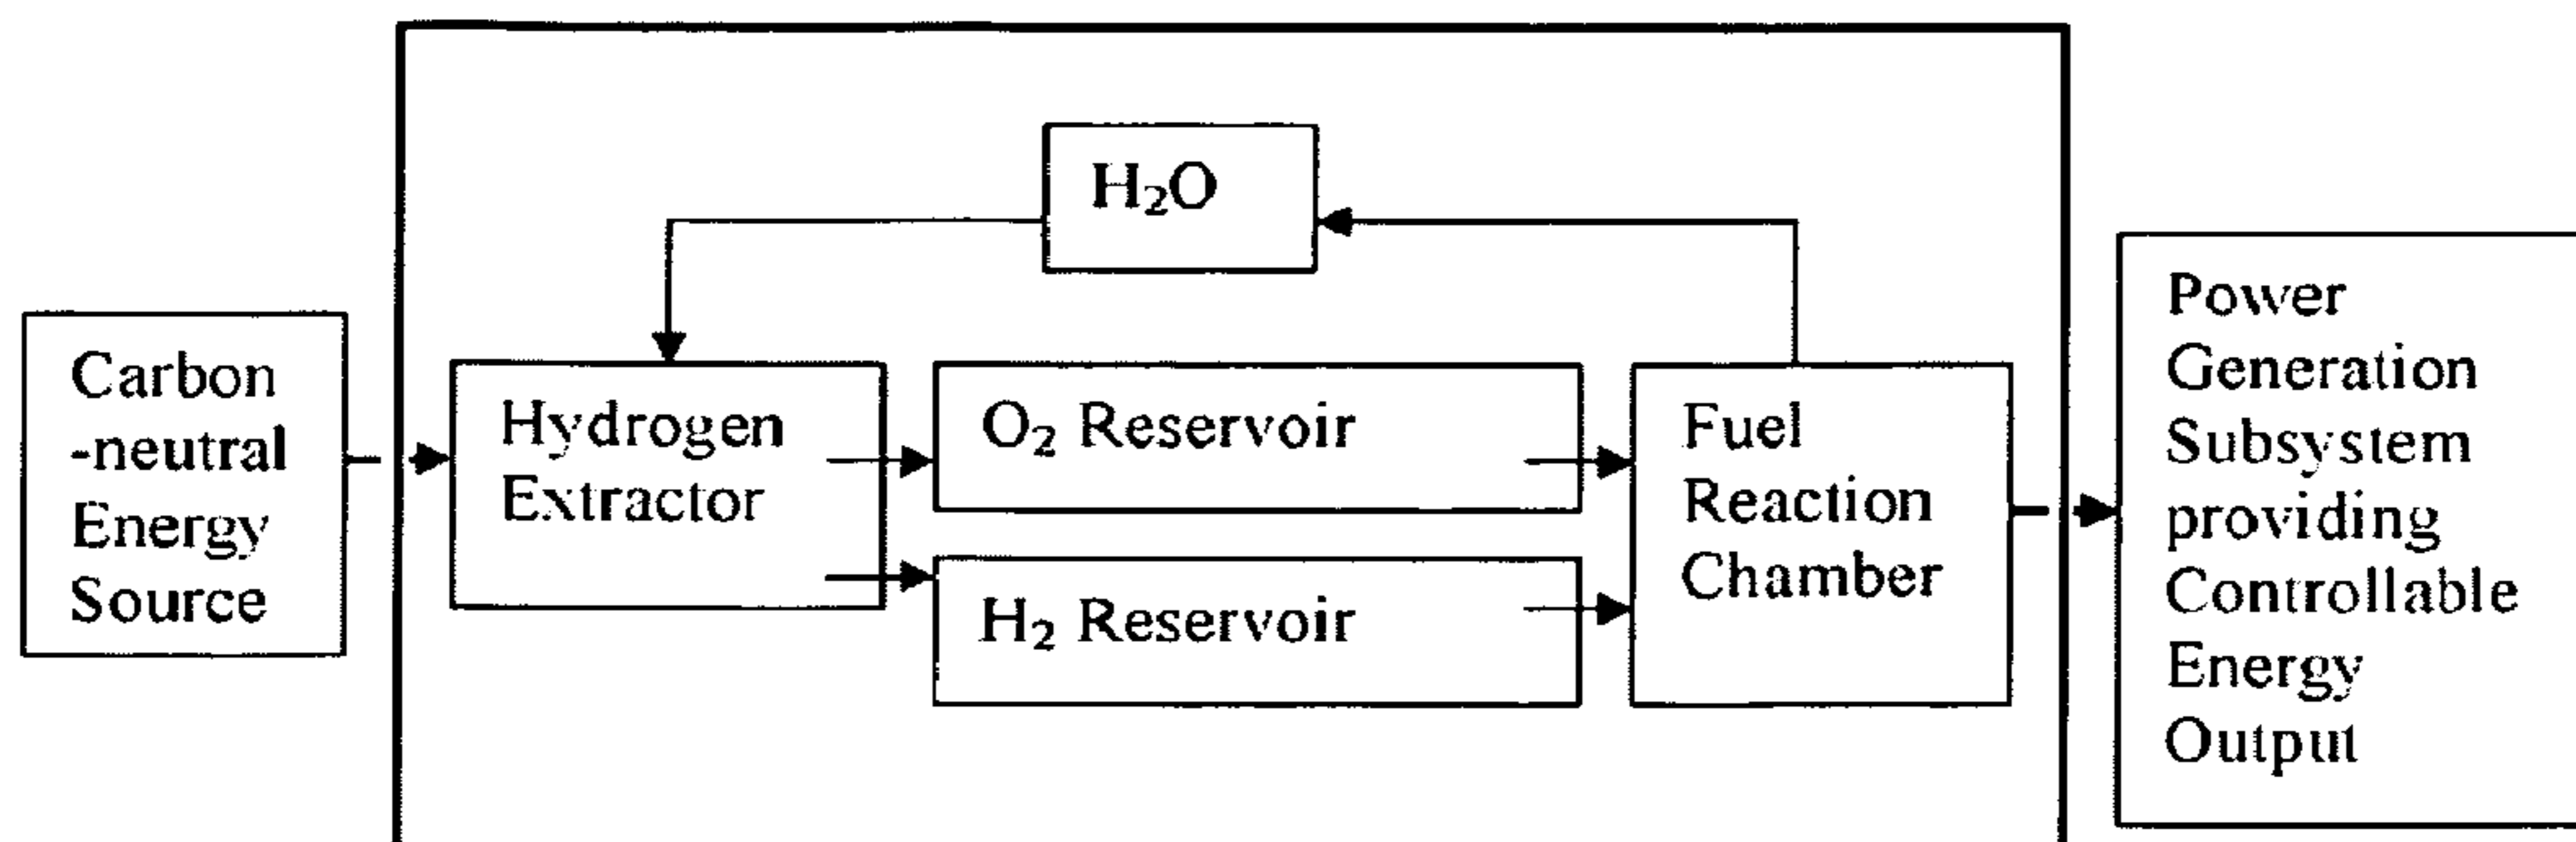 H₂O
Carbon
-neutral
Energy
Source
Hydrogen
Extractor
O₂ Reservoir
H₂ Reservoir
Fuel
Reaction
Chamber
Power
Generation
Subsystem
providing
Controllable
Energy
Output